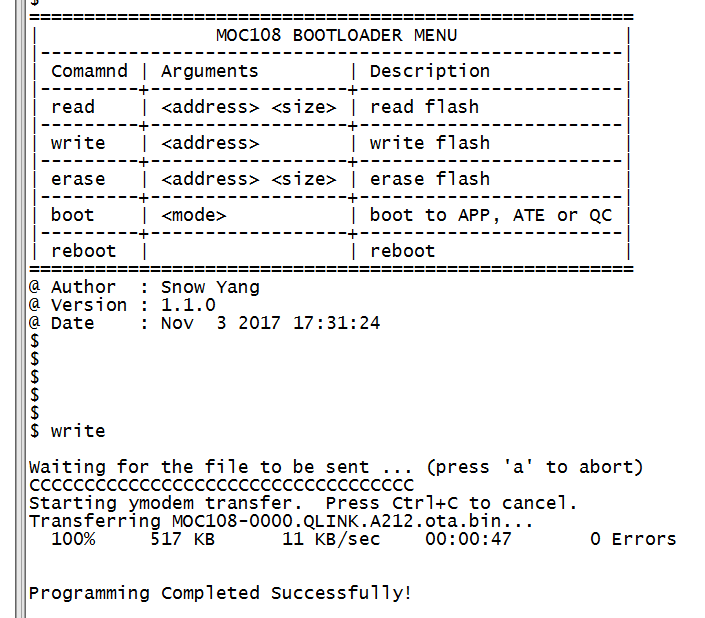 $
==========================================================
|                MOC108 BOOTLOADER MENU                |
|------------------------------------------------------|
| Comamnd | Arguments        | Description             |
|---------+------------------+-------------------------|
| read    | <address> <size> | read flash              |
|---------+------------------+-------------------------|
| write   | <address>        | write flash             |
|---------+------------------+-------------------------|
| erase   | <address> <size> | erase flash             |
|---------+------------------+-------------------------|
| boot    | <mode>           | boot to APP, ATE or QC  |
|---------+------------------+-------------------------|
| reboot  |                  | reboot                  |
==========================================================
@ Author  : Snow Yang
@ Version : 1.1.0
@ Date    : Nov  3 2017 17:31:24
$
$
$
$
$
$ write

Waiting for the file to be sent ... (press 'a' to abort)
CCCCCCCCCCCCCCCCCCCCCCCCCCCCCCCCCCC
Starting ymodem transfer.  Press Ctrl+C to cancel.
Transferring MOC108-0000.QLINK.A212.ota.bin...
  100%     517 KB      11 KB/sec    00:00:47       0 Errors

Programming Completed Successfully!